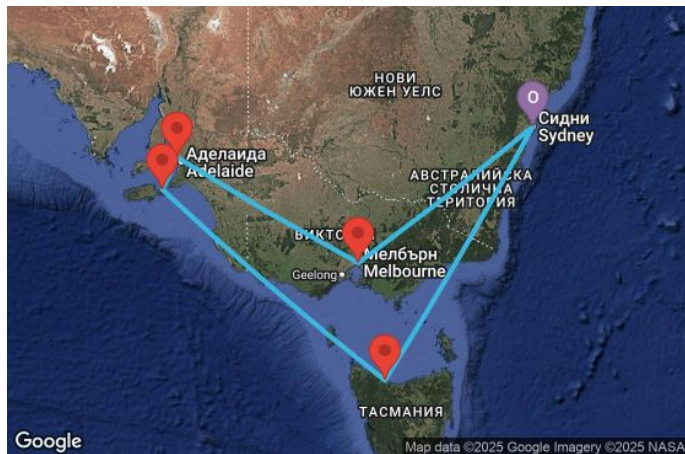 НОВИ
ЮЖЕН УЕЛС
O
Сидни
Sydney
Аделаида
Adelaide
АВСТРАЛИЙСКА
СТОЛИЧНА
ТЕРИТОРИЯ
Мелбърн
Melbourne
Geelong
ТАСМАНИЯ
Google
Map data ©2025 Google Imagery ©2025 NASA